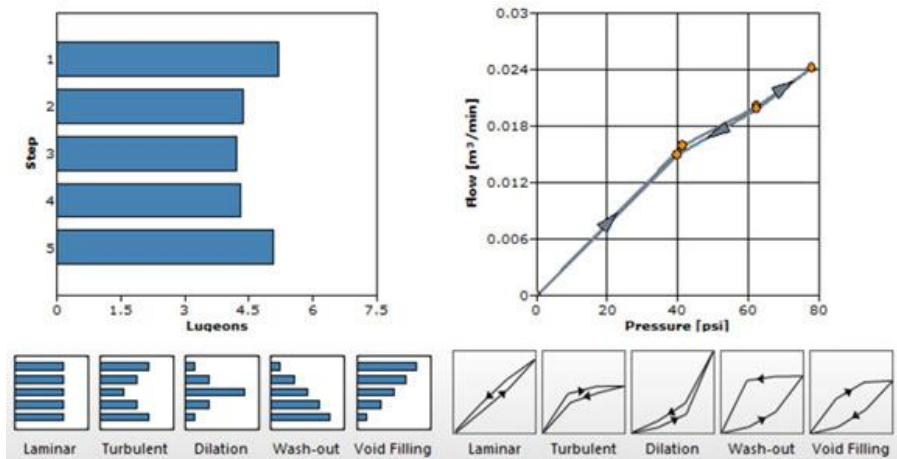 1
2
3
4
5
Step
0 1.5 3 4.5 6 7.5
Lugeons
0.03
0.024
0.018
0.012
0.006
0
Flow [m³/min]
0 20 40 60 80
Pressure [psi]
Laminar Turbulent Dilation Wash-out Void Filling
Laminar Turbulent Dilation Wash-out Void Filling